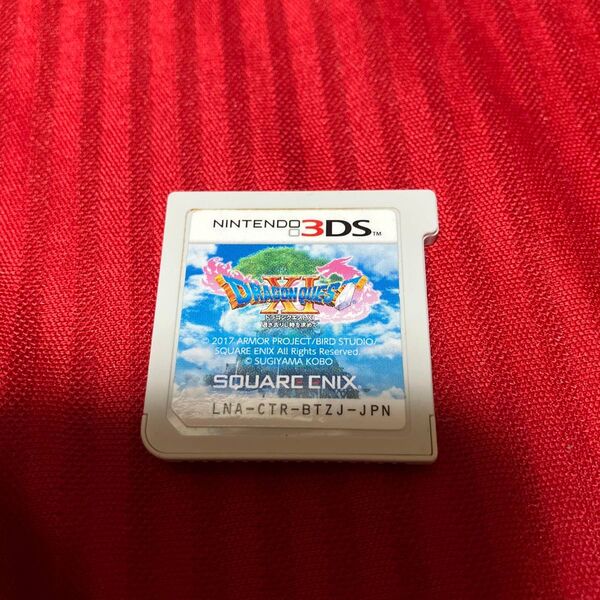 NINTENDO 3DS™
DRAGON QUEST
XI
ドラゴンクエストXI
過ぎ去りし時を求めて
© 2017 ARMOR PROJECT/BIRD STUDIO/
SQUARE ENIX All Rights Reserved.
© SUGIYAMA KOBO
SQUARE ENIX
LNA-CTR-BTZJ-JPN